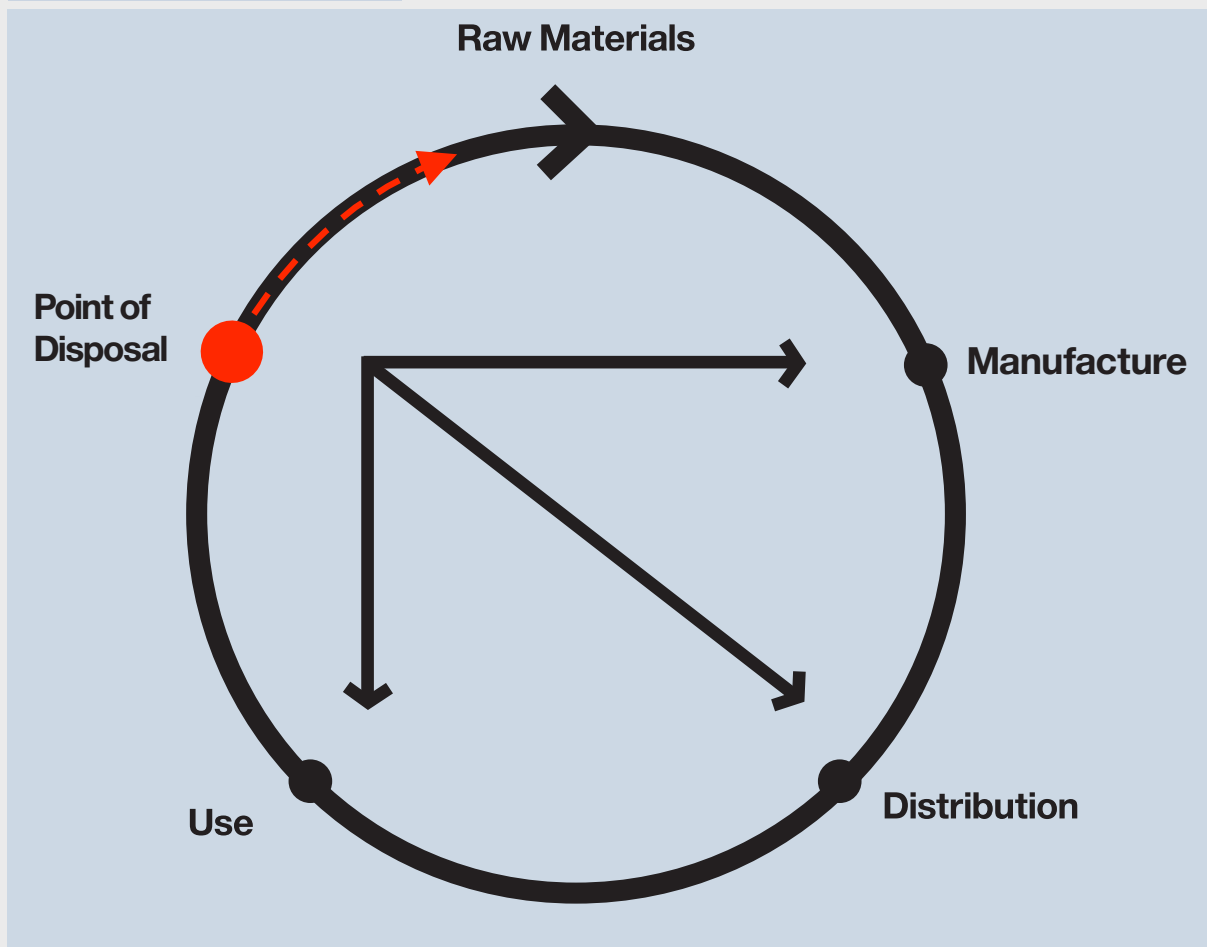 Raw Materials
Point of
Disposal
Manufacture
Use
Distribution